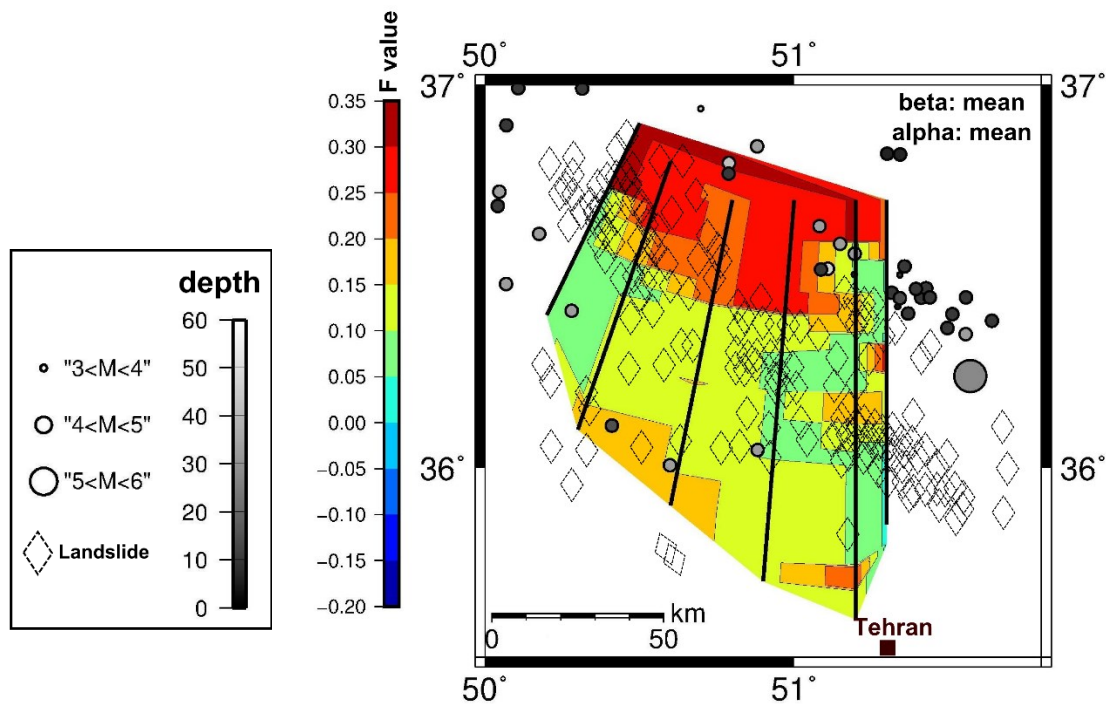 50° 51°
37° 37°
beta: mean
alpha: mean
F value
0.35
0.30
0.25
0.20
0.15
0.10
0.05
0.00
−0.05
−0.10
−0.15
−0.20
depth
60
50
40
30
20
10
0
"3<M<4"
"4<M<5"
"5<M<6"
Landslide
36° 36°
km
0 50
Tehran
50° 51°